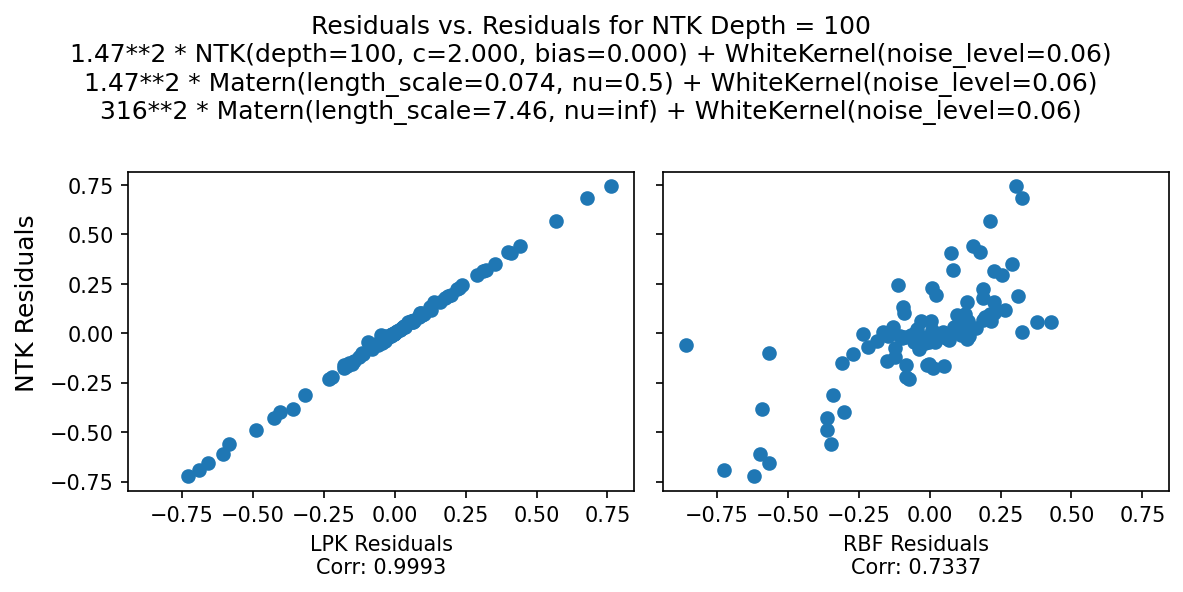 Residuals vs. Residuals for NTK Depth = 100
1.47**2 * NTK(depth=100, c=2.000, bias=0.000) + WhiteKernel(noise_level=0.06)
1.47**2 * Matern(length_scale=0.074, nu=0.5) + WhiteKernel(noise_level=0.06)
316**2 * Matern(length_scale=7.46, nu=inf) + WhiteKernel(noise_level=0.06)
NTK Residuals
0.75
0.50
0.25
0.00
−0.25
−0.50
−0.75
−0.75 −0.50 −0.25 0.00 0.25 0.50 0.75
LPK Residuals
Corr: 0.9993
−0.75 −0.50 −0.25 0.00 0.25 0.50 0.75
RBF Residuals
Corr: 0.7337